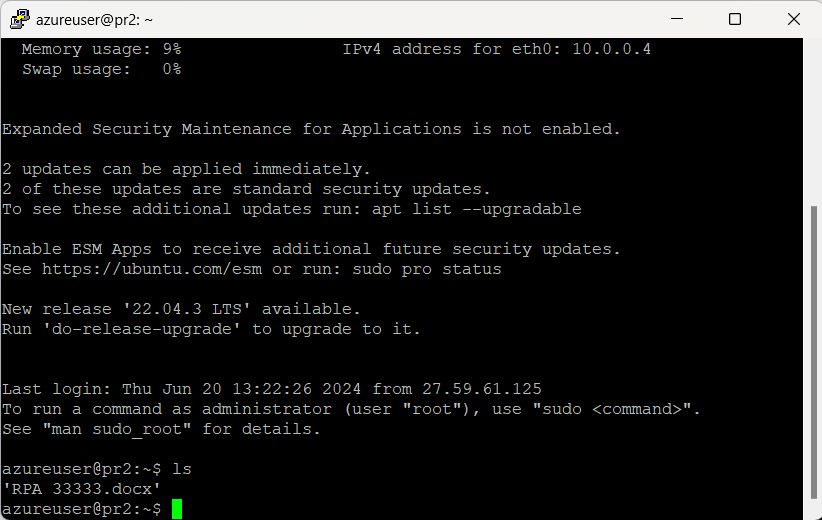 azureuser@pr2: ~
Memory usage: 9% IPv4 address for eth0: 10.0.0.4
Swap usage: 0%
Expanded Security Maintenance for Applications is not enabled.
2 updates can be applied immediately.
2 of these updates are standard security updates.
To see these additional updates run: apt list --upgradable
Enable ESM Apps to receive additional future security updates.
See https://ubuntu.com/esm or run: sudo pro status
New release '22.04.3 LTS' available.
Run 'do-release-upgrade' to upgrade to it.
Last login: Thu Jun 20 13:22:26 2024 from 27.59.61.125
To run a command as administrator (user "root"), use "sudo <command>".
See "man sudo_root" for details.
azureuser@pr2:~$ ls
'RPA 33333.docx'
azureuser@pr2:~$